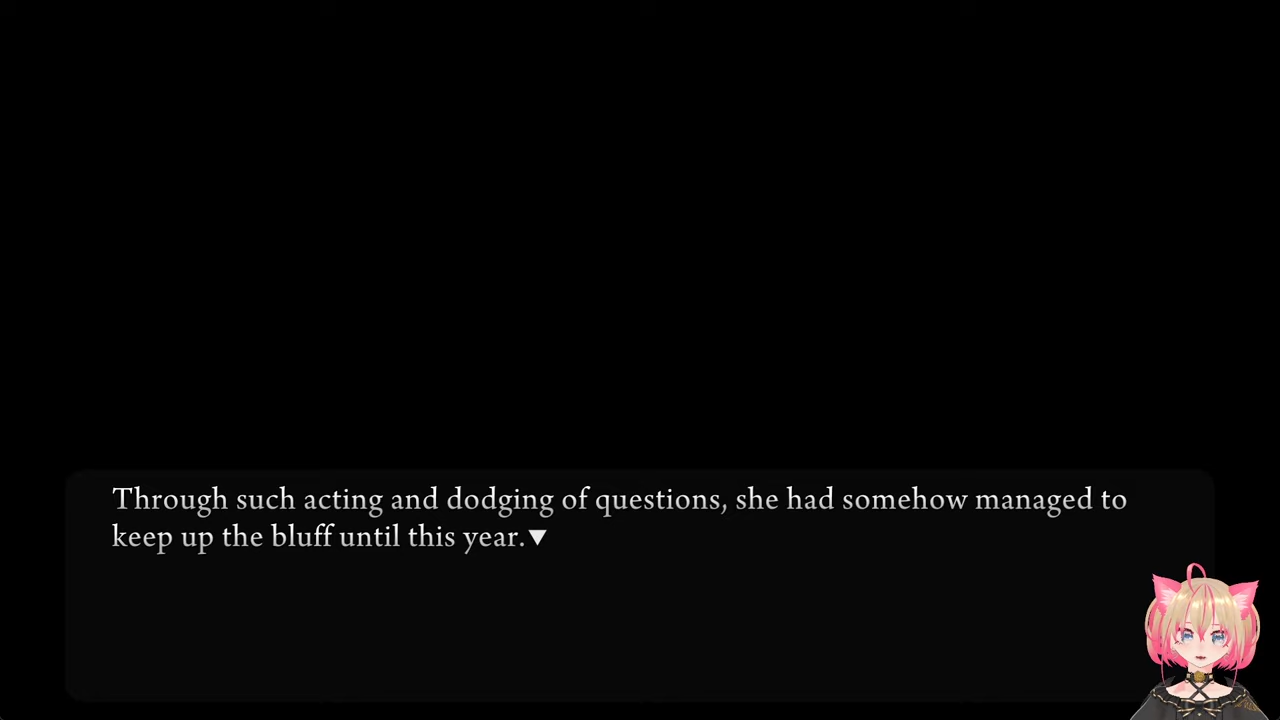 Through such acting and dodging of questions, she had somehow managed to
keep up the bluff until this year.▼